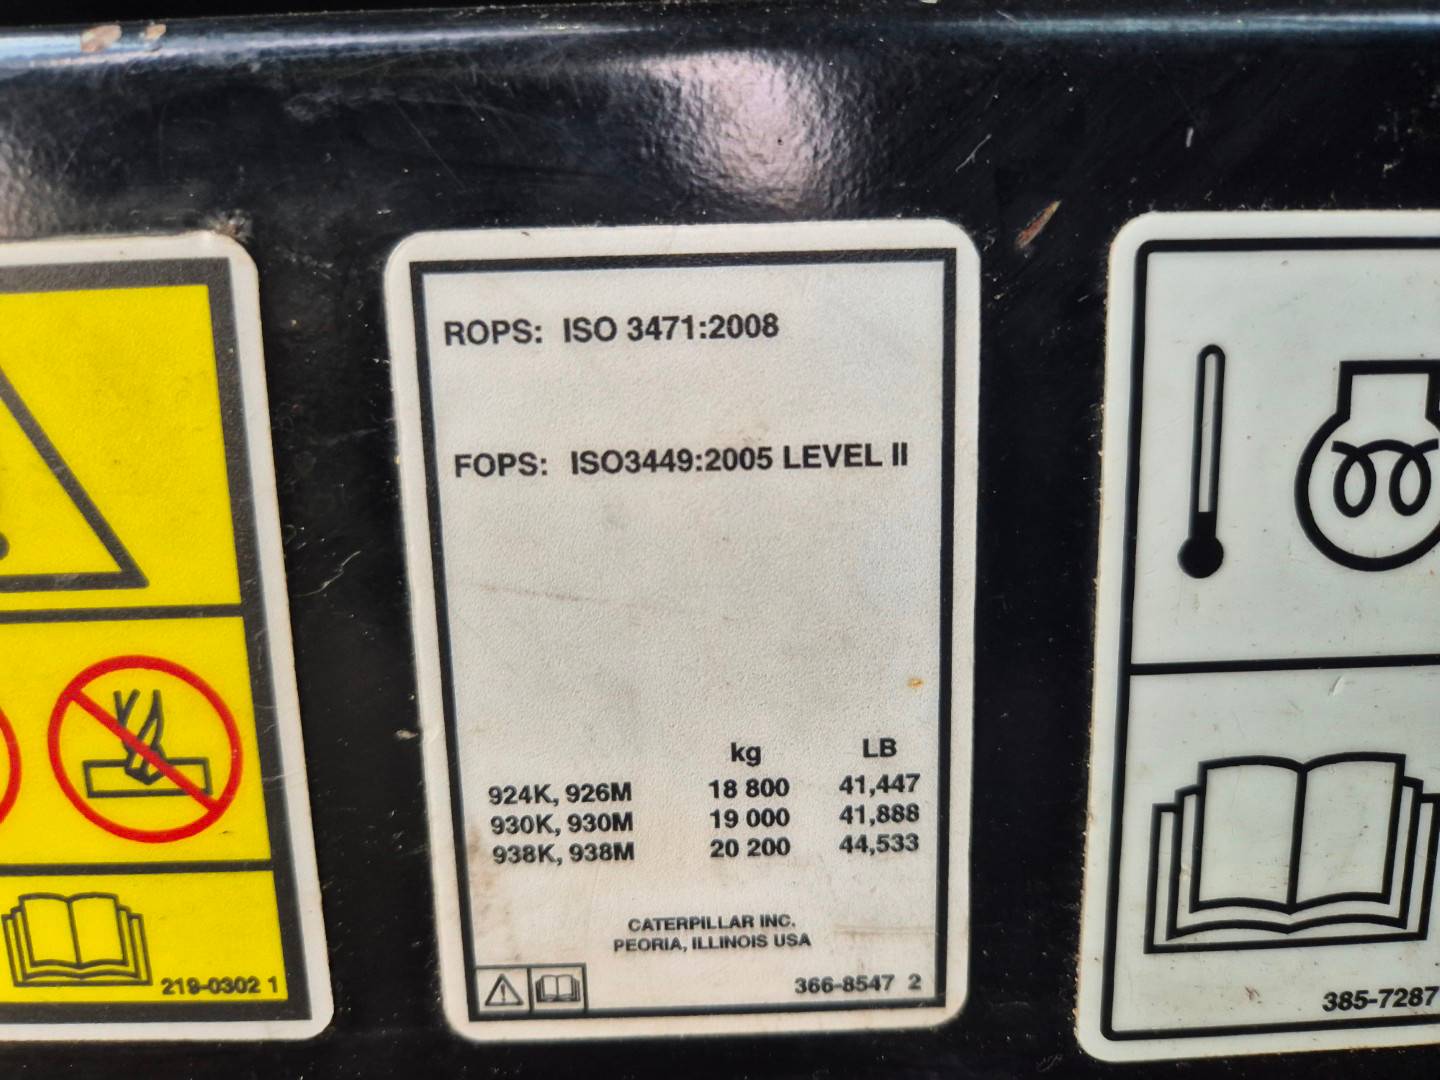 ROPS: ISO 3471:2008
FOPS: ISO3449:2005 LEVEL II
kg LB
924K, 926M 18 800 41,447
930K, 930M 19 000 41,888
938K, 938M 20 200 44,533
CATERPILLAR INC.
PEORIA, ILLINOIS USA
366-8547 2
219-0302 1
385-7287